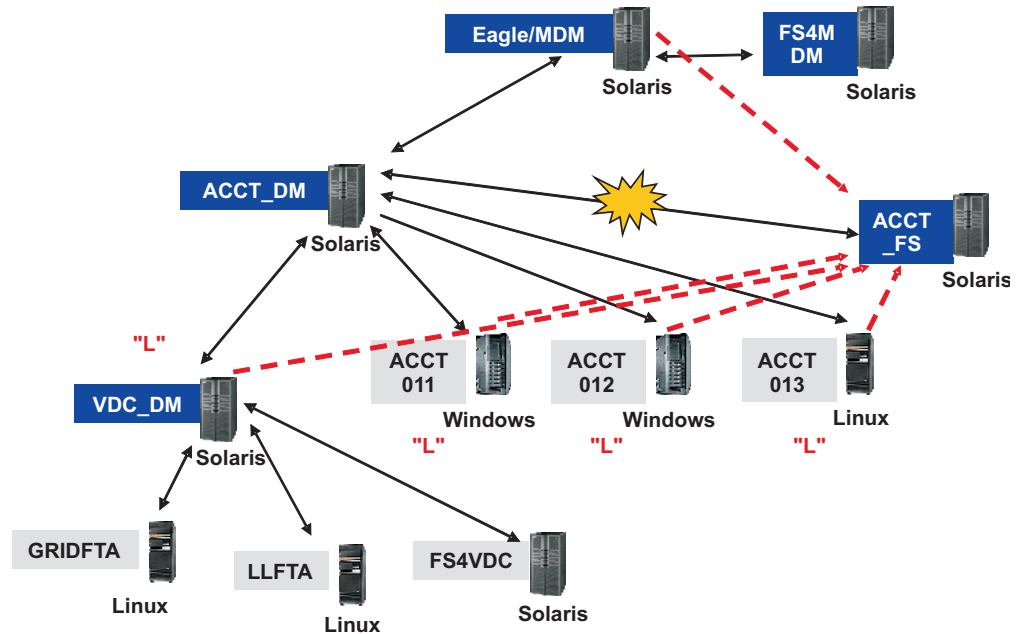 Eagle/MDM
Solaris
FS4M
DM
Solaris
ACCT_DM
Solaris
ACCT
_FS
Solaris
"L"
VDC_DM
Solaris
ACCT
011
Windows
"L"
ACCT
012
Windows
"L"
ACCT
013
Linux
"L"
GRIDFTA
Linux
LLFTA
Linux
FS4VDC
Solaris